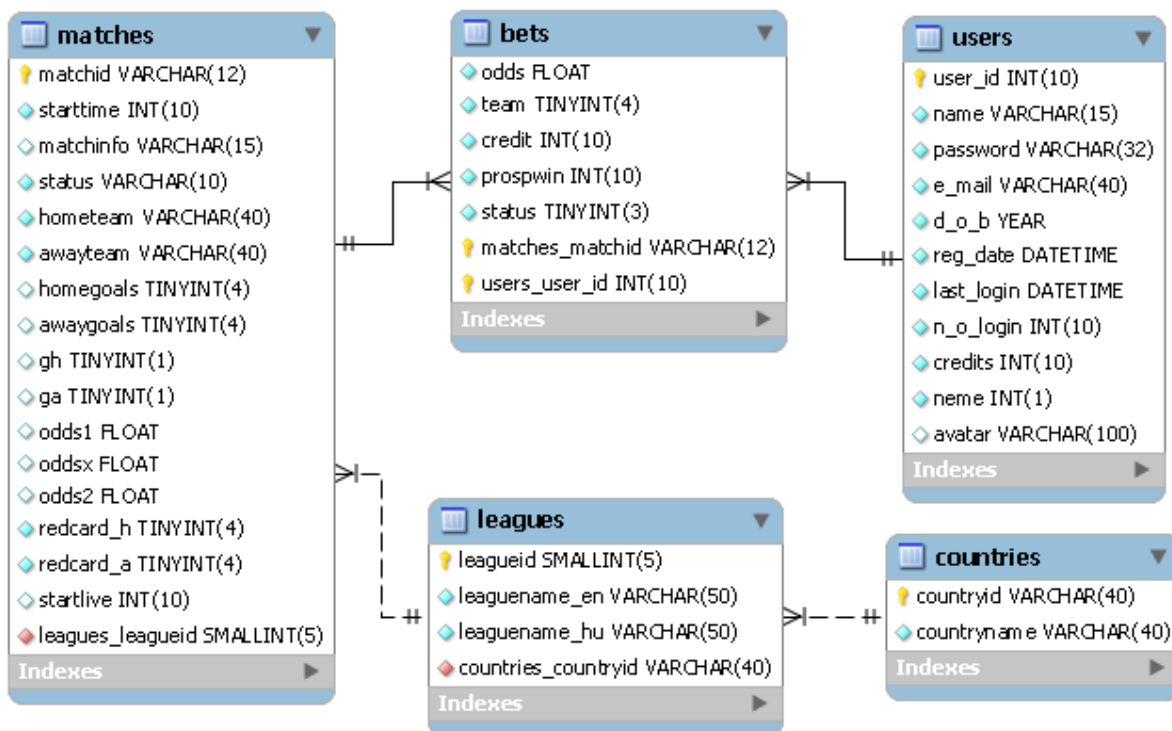 matches
matchid VARCHAR(12)
starttime INT(10)
matchinfo VARCHAR(15)
status VARCHAR(10)
hometeam VARCHAR(40)
awayteam VARCHAR(40)
homegoals TINYINT(4)
awaygoals TINYINT(4)
gh TINYINT(1)
ga TINYINT(1)
odds1 FLOAT
oddsx FLOAT
odds2 FLOAT
redcard_h TINYINT(4)
redcard_a TINYINT(4)
startlive INT(10)
leagues_leagueid SMALLINT(5)
Indexes
bets
odds FLOAT
team TINYINT(4)
credit INT(10)
prospwin INT(10)
status TINYINT(3)
matches_matchid VARCHAR(12)
users_user_id INT(10)
Indexes
users
user_id INT(10)
name VARCHAR(15)
password VARCHAR(32)
e_mail VARCHAR(40)
d_o_b YEAR
reg_date DATETIME
last_login DATETIME
n_o_login INT(10)
credits INT(10)
neme INT(1)
avatar VARCHAR(100)
Indexes
leagues
leagueid SMALLINT(5)
leaguename_en VARCHAR(50)
leaguename_hu VARCHAR(50)
countries_countryid VARCHAR(40)
Indexes
countries
countryid VARCHAR(40)
countryname VARCHAR(40)
Indexes